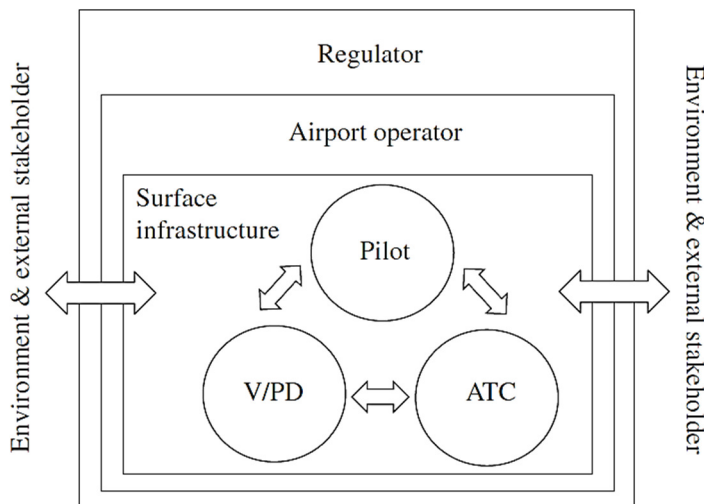 Regulator
Environment & external stakeholder
Environment & external stakeholder
Airport operator
Surface
infrastructure
Pilot
V/PD
ATC